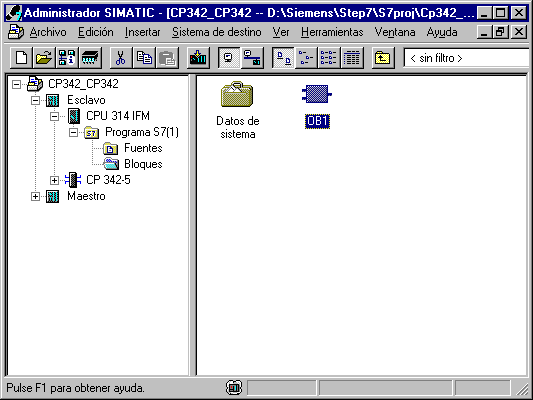 Administrador SIMATIC - [CP342_CP342 -- D:\Siemens\Step7\S7proj\Cp342_...
Archivo Edición Insertar Sistema de destino Ver Herramientas Ventana Ayuda
< sin filtro >
CP342_CP342
Esclavo
CPU 314 IFM
Programa S7(1)
Fuentes
Bloques
CP 342-5
Maestro
Datos de
sistema
OB1
Pulse F1 para obtener ayuda.